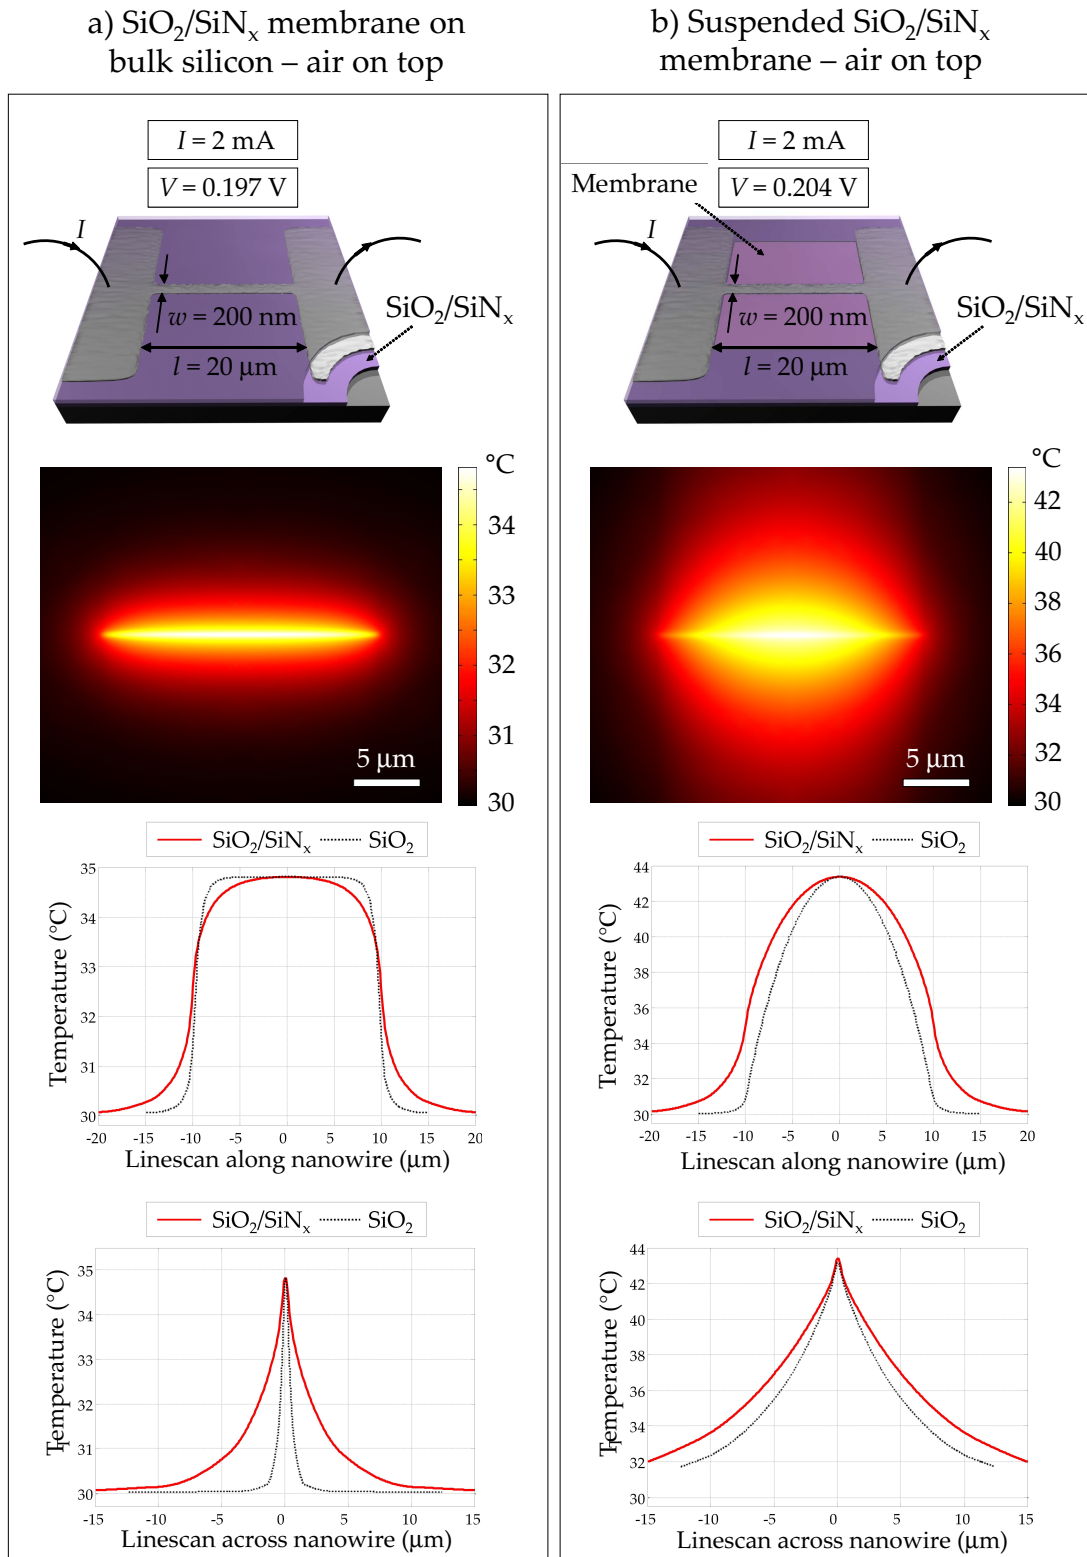 a) SiO₂/SiNₓ membrane on
bulk silicon – air on top
I = 2 mA
V = 0.197 V
I
SiO₂/SiNₓ
w = 200 nm
l = 20 µm
°C
34
33
32
31
30
5 µm
SiO₂/SiNₓ SiO₂
35
34
33
32
31
30
Temperature (°C)
-20 -15 -10 -5 0 5 10 15 20
Linescan along nanowire (µm)
SiO₂/SiNₓ SiO₂
35
34
33
32
31
30
Temperature (°C)
-15 -10 -5 0 5 10 15
Linescan across nanowire (µm)
b) Suspended SiO₂/SiNₓ
membrane – air on top
I = 2 mA
Membrane
V = 0.204 V
I
SiO₂/SiNₓ
w = 200 nm
l = 20 µm
°C
42
40
38
36
34
32
30
5 µm
SiO₂/SiNₓ SiO₂
44
42
40
38
36
34
32
30
Temperature (°C)
-20 -15 -10 -5 0 5 10 15 20
Linescan along nanowire (µm)
SiO₂/SiNₓ SiO₂
44
42
40
38
36
34
32
30
Temperature (°C)
-15 -10 -5 0 5 10 15
Linescan across nanowire (µm)